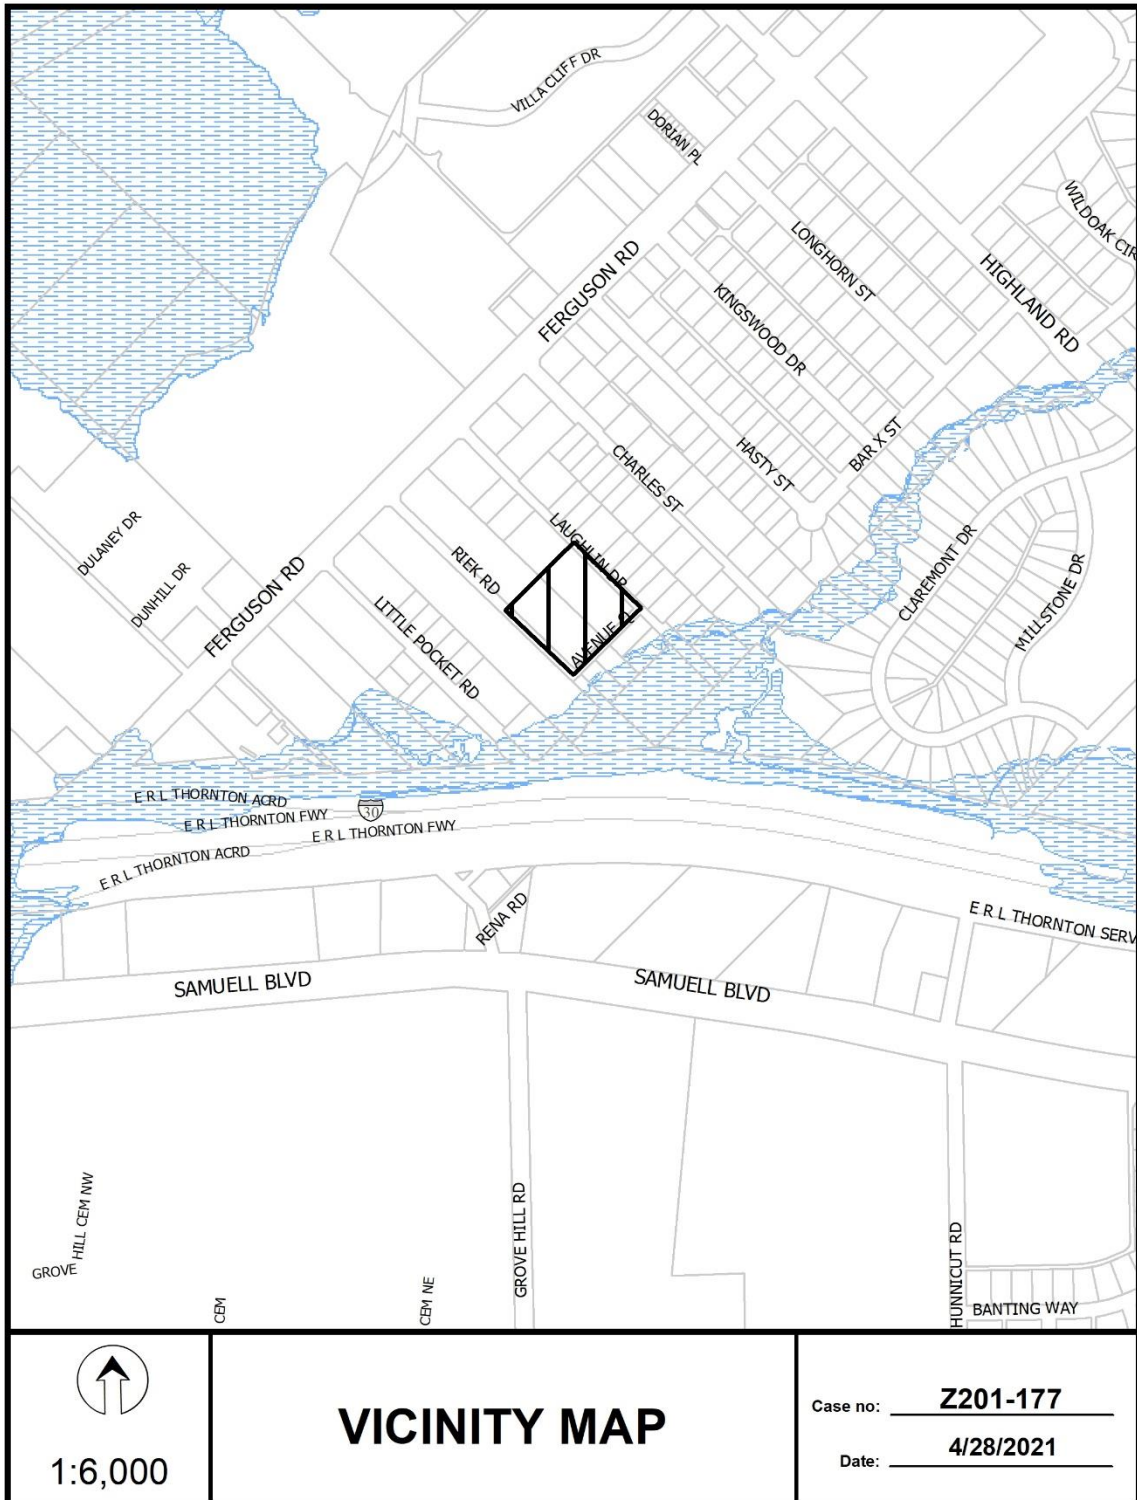 VILLA CLIFF DR
DORIAN PL
WILDOAK CIR
LONGHORN ST
HIGHLAND RD
FERGUSON RD
KINGSWOOD DR
BAR X ST
HASTY ST
CHARLES ST
LAUGHLIN DR
DULANEY DR
DUNHILL DR
FERGUSON RD
RIEK RD
LITTLE POCKET RD
AVENUE
CLAREMONT DR
MILLSTONE DR
E R L THORNTON ACRD
E R L THORNTON FWY
30
E R L THORNTON FWY
E R L THORNTON ACRD
RENA RD
E R L THORNTON SERV
SAMUELL BLVD
SAMUELL BLVD
GROVE HILL CEM NW
CEM
CEM NE
GROVE HILL RD
HUNNICUT RD
BANTING WAY
1:6,000
VICINITY MAP
Case no: Z201-177
Date: 4/28/2021